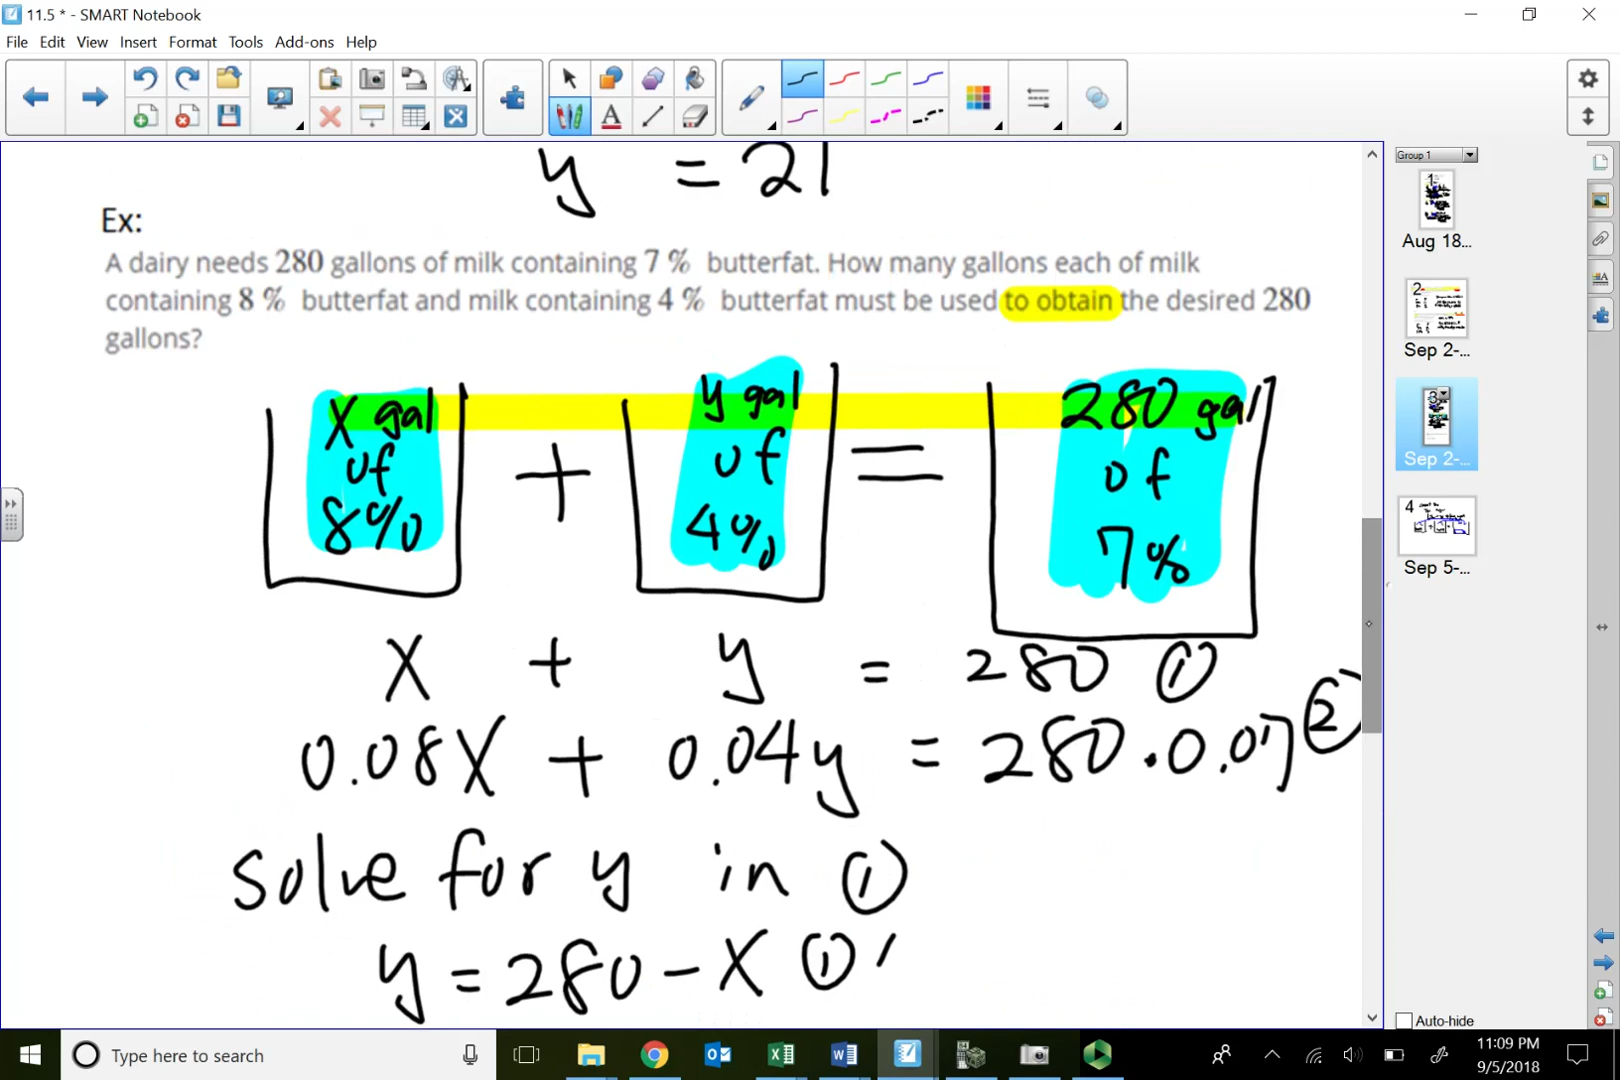 11.5 * - SMART Notebook
File Edit View Insert Format Tools Add-ons Help
y = 21
Ex:
A dairy needs 280 gallons of milk containing 7 % butterfat. How many gallons each of milk
containing 8 % butterfat and milk containing 4 % butterfat must be used to obtain the desired 280
gallons?
x gal
of
8%
+
y gal
of
4%
=
280 gal
of
7%
x + y = 280 ①
0.08x + 0.04y = 280 · 0.07 ②
solve for y in ①
y = 280 - x ①'
Group 1
1
Aug 18...
2
Sep 2-...
3
Sep 2-...
4
Sep 5-...
Auto-hide
Type here to search
11:09 PM
9/5/2018